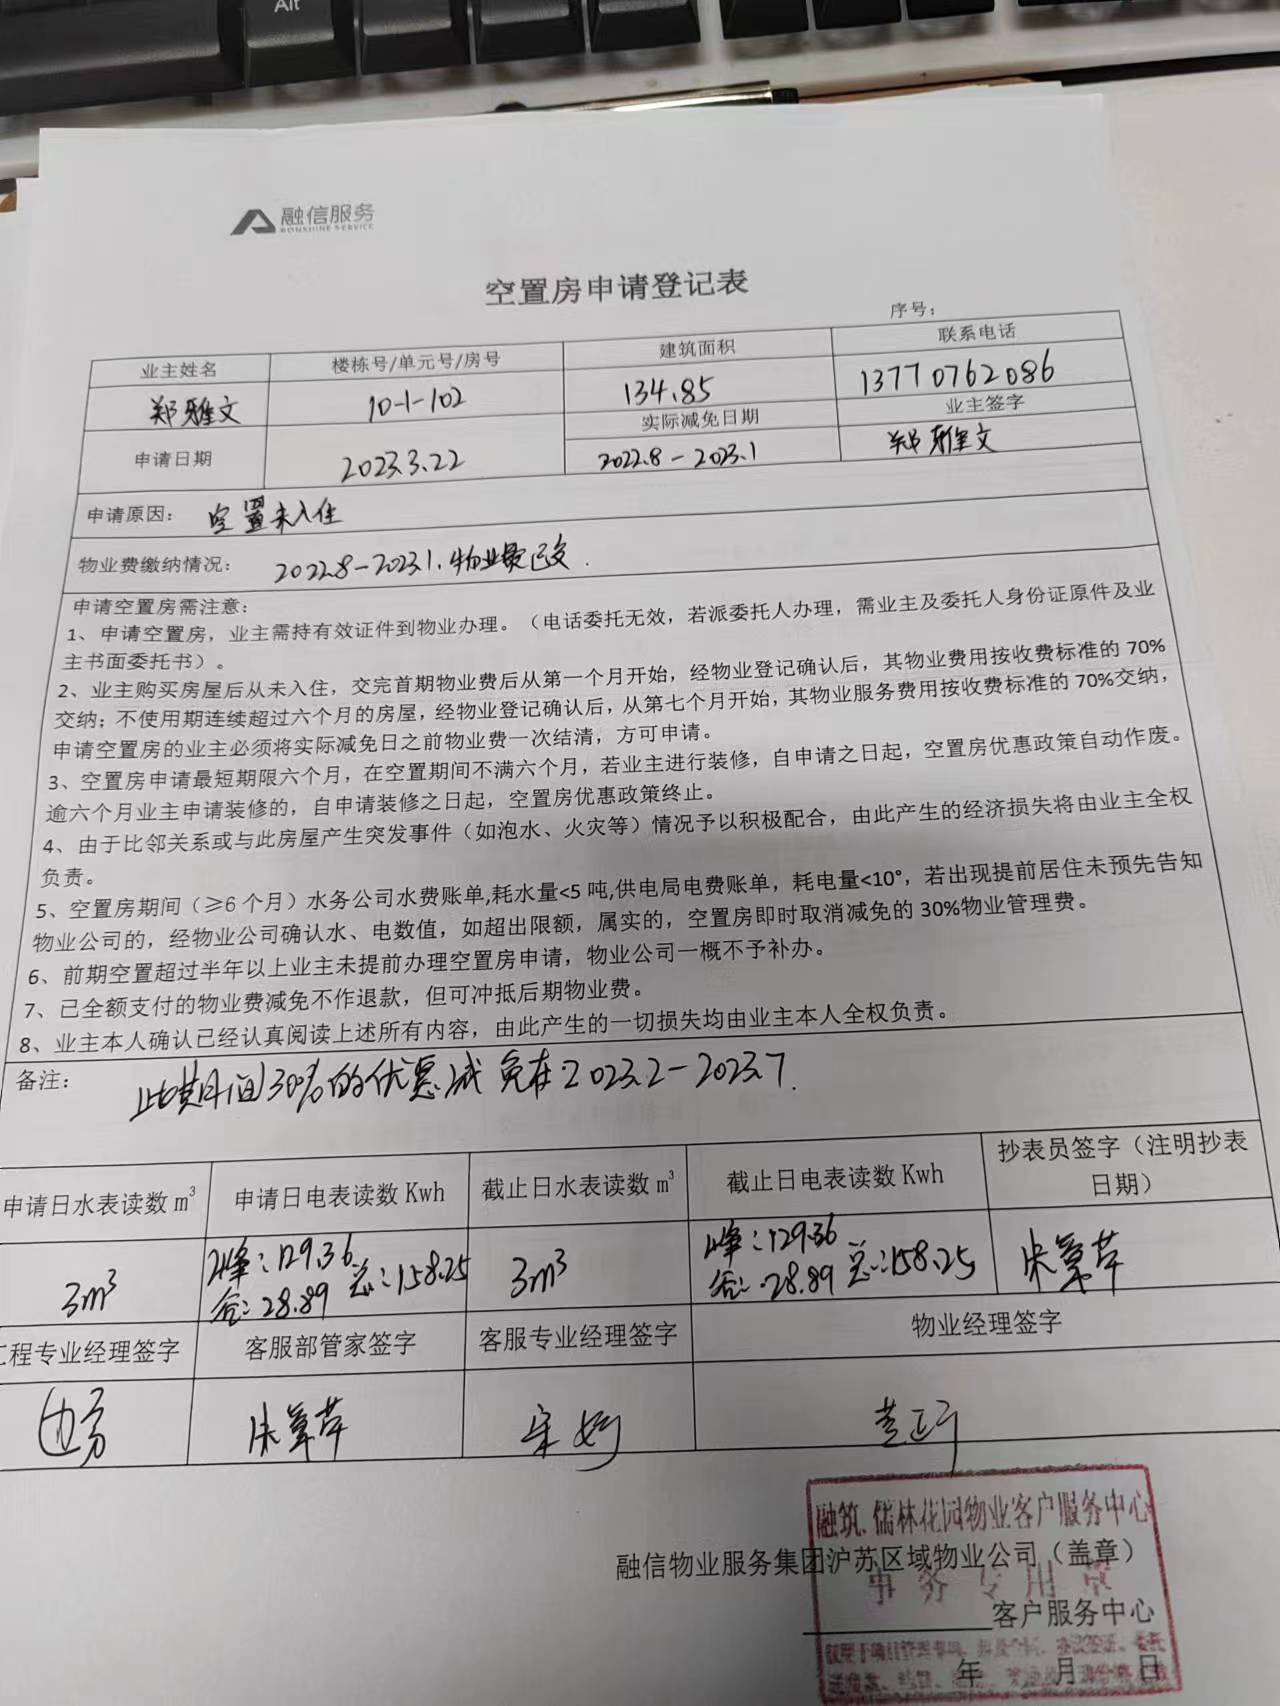 Alt
融信服务
RONSHINE SERVICE
空置房申请登记表
序号：
业主姓名 楼栋号/单元号/房号 建筑面积 联系电话
郑雅文 10-1-102 134.85 13770762086
申请日期 2023.3.22 实际减免日期 业主签字
2022.8-2023.1 郑雅文
申请原因： 空置未入住
物业费缴纳情况： 2022.8-2023.1.物业费已交.
申请空置房需注意：
1、申请空置房，业主需持有效证件到物业办理。（电话委托无效，若派委托人办理，需业主及委托人身份证原件及业
主书面委托书）。
2、业主购买房屋后从未入住，交完首期物业费后从第一个月开始，经物业登记确认后，其物业费用按收费标准的70%
交纳；不使用期连续超过六个月的房屋，经物业登记确认后，从第七个月开始，其物业服务费用按收费标准的70%交纳，
申请空置房的业主必须将实际减免日之前物业费一次结清，方可申请。
3、空置房申请最短期限六个月，在空置期间不满六个月，若业主进行装修，自申请之日起，空置房优惠政策自动作废。
逾六个月业主申请装修的，自申请装修之日起，空置房优惠政策终止。
4、由于比邻关系或与此房屋产生突发事件（如泡水、火灾等）情况予以积极配合，由此产生的经济损失将由业主全权
负责。
5、空置房期间（≥6个月）水务公司水费账单,耗水量<5吨,供电局电费账单，耗电量<10°，若出现提前居住未预先告知
物业公司的，经物业公司确认水、电数值，如超出限额，属实的，空置房即时取消减免的30%物业管理费。
6、前期空置超过半年以上业主未提前办理空置房申请，物业公司一概不予补办。
7、已全额支付的物业费减免不作退款，但可冲抵后期物业费。
8、业主本人确认已经认真阅读上述所有内容，由此产生的一切损失均由业主本人全权负责。
备注： 此期间30%的优惠减免在2023.2-2023.7.
申请日水表读数m³ 申请日电表读数Kwh 截止日水表读数m³ 截止日电表读数Kwh 抄表员签字（注明抄表
日期）
3m³ 峰：129.36 谷：28.89 总：158.25 3m³ 峰：129.36 谷：28.89 总：158.25
工程专业经理签字 客服部管家签字 客服专业经理签字 物业经理签字
融筑.儒林花园物业客户服务中心
融信物业服务集团沪苏区域物业公司（盖章）
事务专用章
客户服务中心
年 月 日